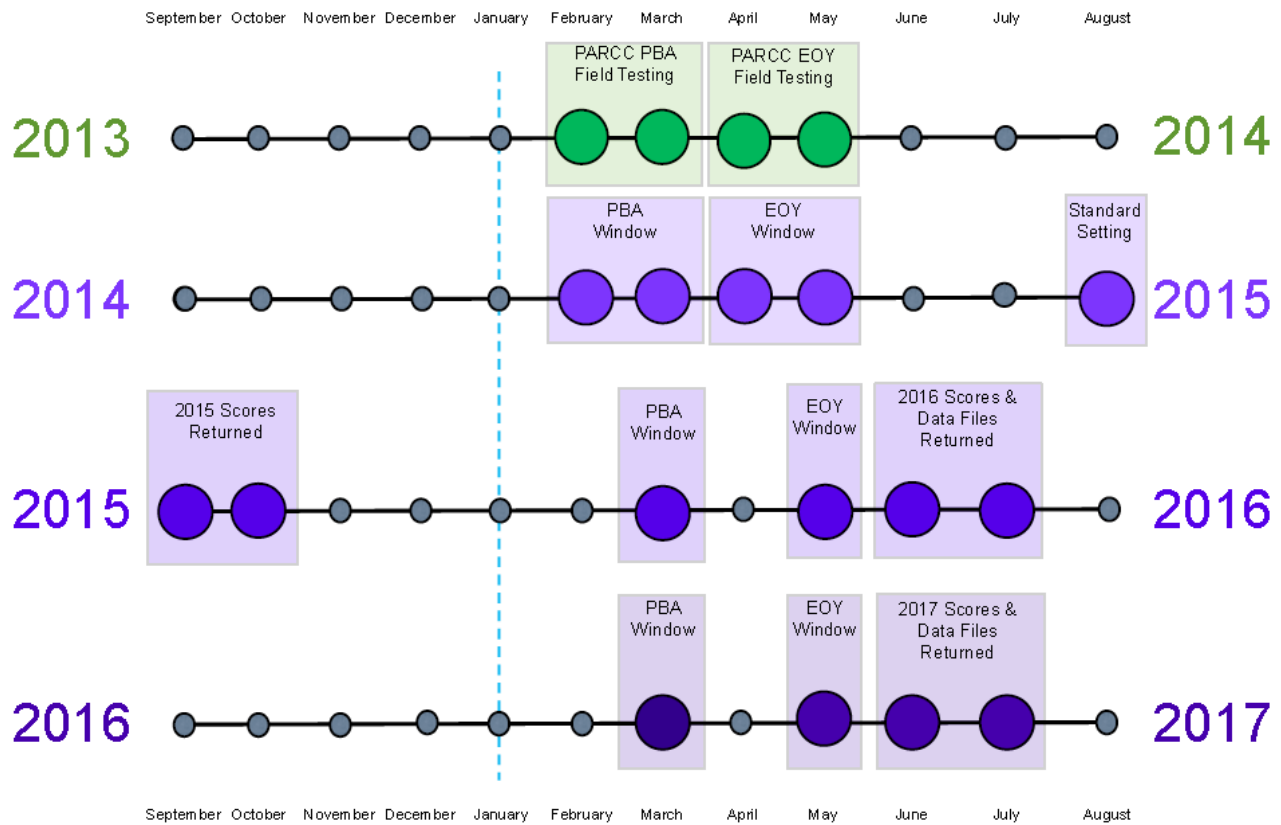 September October November December January February March April May June July August
PARCC PBA
Field Testing
PARCC EOY
Field Testing
2013
2014
PBA
Window
EOY
Window
Standard
Setting
2014
2015
2015 Scores
Returned
PBA
Window
EOY
Window
2016 Scores &
Data Files
Returned
2015
2016
PBA
Window
EOY
Window
2017 Scores &
Data Files
Returned
2016
2017
September October November December January February March April May June July August